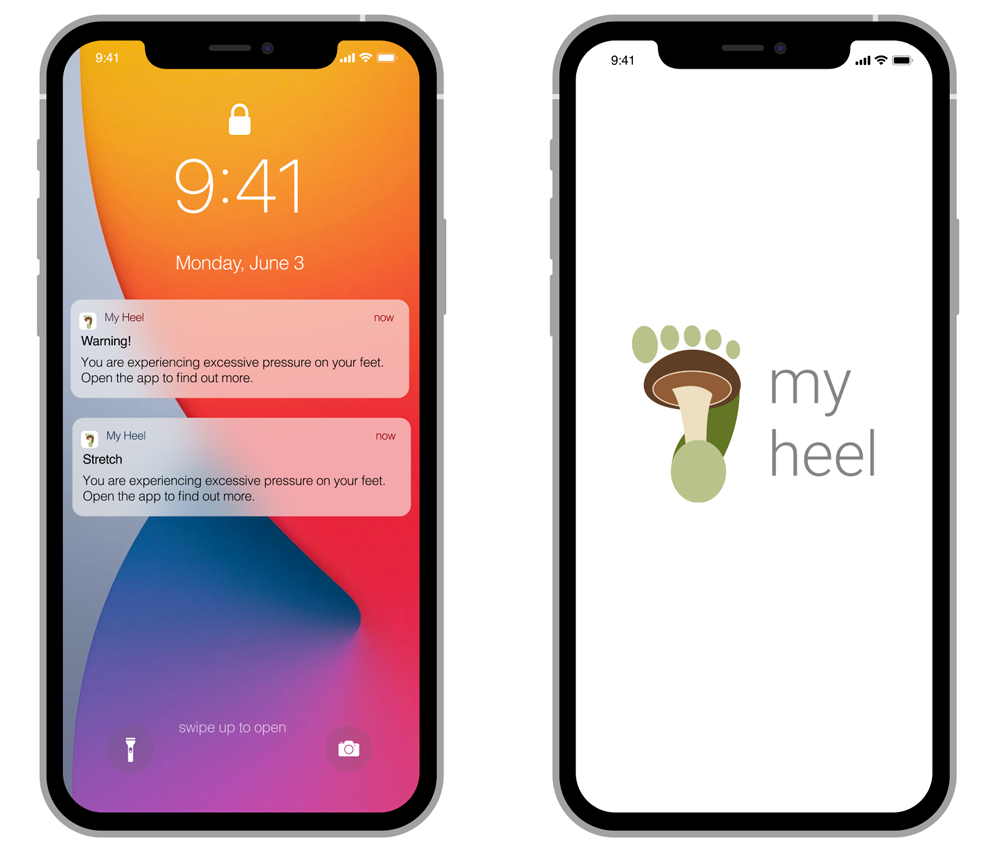 9:41
9:41
Monday, June 3
My Heel now
Warning!
You are experiencing excessive pressure on your feet.
Open the app to find out more.
My Heel now
Stretch
You are experiencing excessive pressure on your feet.
Open the app to find out more.
swipe up to open
9:41
my
heel